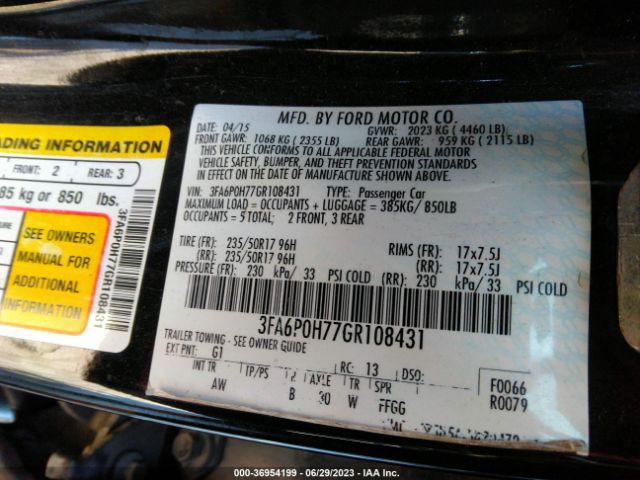 ADING INFORMATION
FRONT: 2 REAR: 3
85 kg or 850 lbs.
SEE OWNERS
MANUAL FOR
ADDITIONAL
INFORMATION
3FA6P0H77GR108431
MFD. BY FORD MOTOR CO.
DATE: 04/15 GVWR: 2023 KG ( 4460 LB)
FRONT GAWR: 1068 KG ( 2355 LB) REAR GAWR: 959 KG ( 2115 LB)
THIS VEHICLE CONFORMS TO ALL APPLICABLE FEDERAL MOTOR
VEHICLE SAFETY, BUMPER, AND THEFT PREVENTION STANDARDS
IN EFFECT ON THE DATE OF MANUFACTURE SHOWN ABOVE.
VIN: 3FA6P0H77GR108431 TYPE: Passenger Car
MAXIMUM LOAD = OCCUPANTS + LUGGAGE = 385KG/ 850LB
OCCUPANTS = 5 TOTAL: 2 FRONT, 3 REAR
TIRE (FR): 235/50R17 96H RIMS (FR): 17x7.5J
(RR): 235/50R17 96H (RR): 17x7.5J
PRESSURE (FR): 230 kPa/ 33 PSI COLD (RR): 230 kPa/ 33 PSI COLD
3FA6P0H77GR108431
TRAILER TOWING - SEE OWNER GUIDE
EXT PNT: G1 RC: 13 DSO: F0066
INT TR TP/PS R AXLE TR SPR R0079
AW B 30 W FFGG
000-36954199 - 06/29/2023 - IAA Inc.